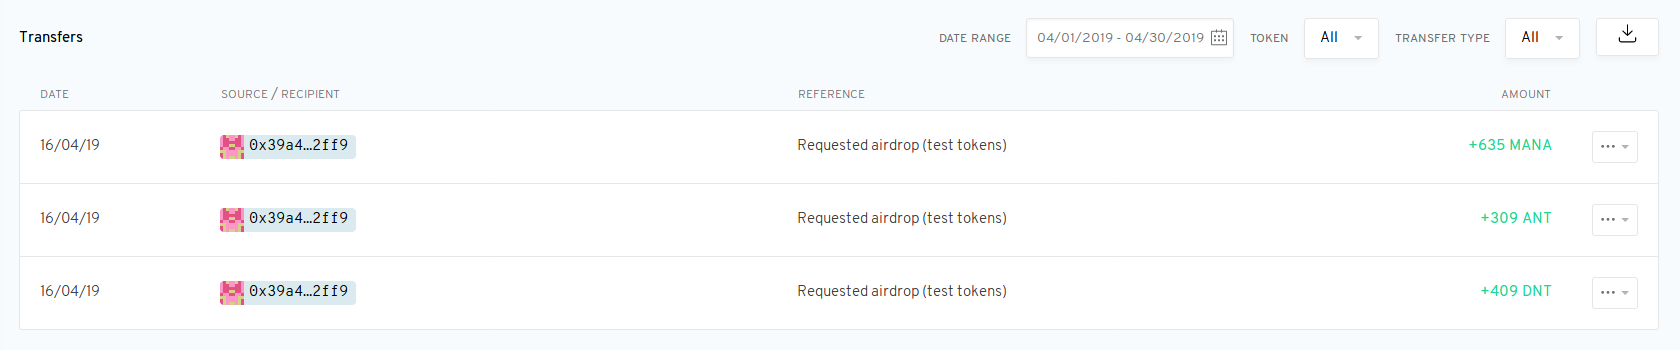 Transfers DATE RANGE 04/01/2019 - 04/30/2019 TOKEN All TRANSFER TYPE All
DATE SOURCE / RECIPIENT REFERENCE AMOUNT
16/04/19 0x39a4…2ff9 Requested airdrop (test tokens) +635 MANA
16/04/19 0x39a4…2ff9 Requested airdrop (test tokens) +309 ANT
16/04/19 0x39a4…2ff9 Requested airdrop (test tokens) +409 DNT